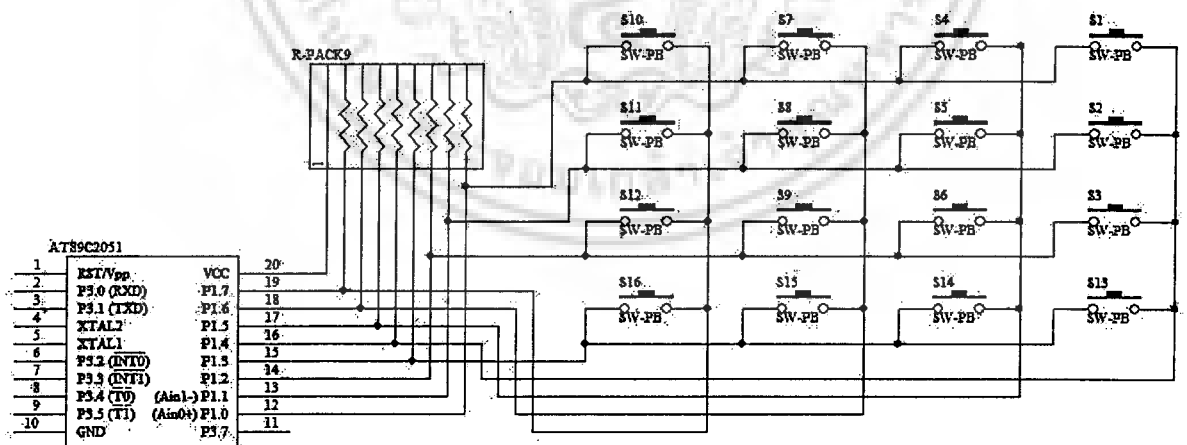 S10 S7 S4 S1
SW-PB SW-PB SW-PB SW-PB
R-PACK9
1
S11 S8 S5 S2
SW-PB SW-PB SW-PB SW-PB
S12 S9 S6 S3
SW-PB SW-PB SW-PB SW-PB
S16 S15 S14 S13
SW-PB SW-PB SW-PB SW-PB
AT89C2051
1 RST/Vpp VCC 20
2 P3.0 (RXD) P1.7 19
3 P3.1 (TXD) P1.6 18
4 XTAL2 P1.5 17
5 XTAL1 P1.4 16
6 P3.2 (INT0) P1.3 15
7 P3.3 (INT1) P1.2 14
8 P3.4 (T0) (Ain1-) P1.1 13
9 P3.5 (T1) (Ain0+) P1.0 12
10 GND P3.7 11